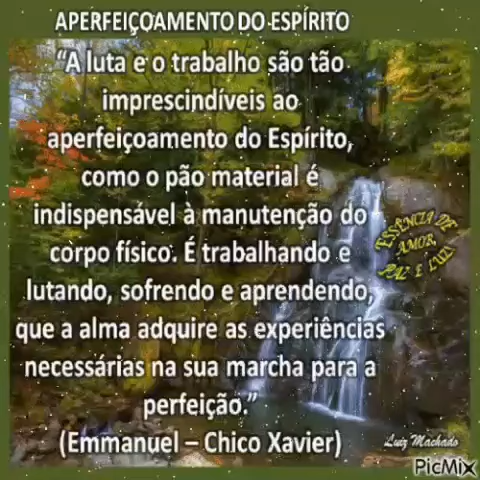 APERFEIÇOAMENTO DO ESPÍRITO
“A luta e o trabalho são tão
imprescindíveis ao
aperfeiçoamento do Espírito,
como o pão material é
indispensável à manutenção do
corpo físico. É trabalhando e
lutando, sofrendo e aprendendo,
que a alma adquire as experiências
necessárias na sua marcha para a
perfeição.”
(Emmanuel – Chico Xavier)
ESSÊNCIA DE
AMOR,
PAZ E LUZ
Luiz Machado
PicMix